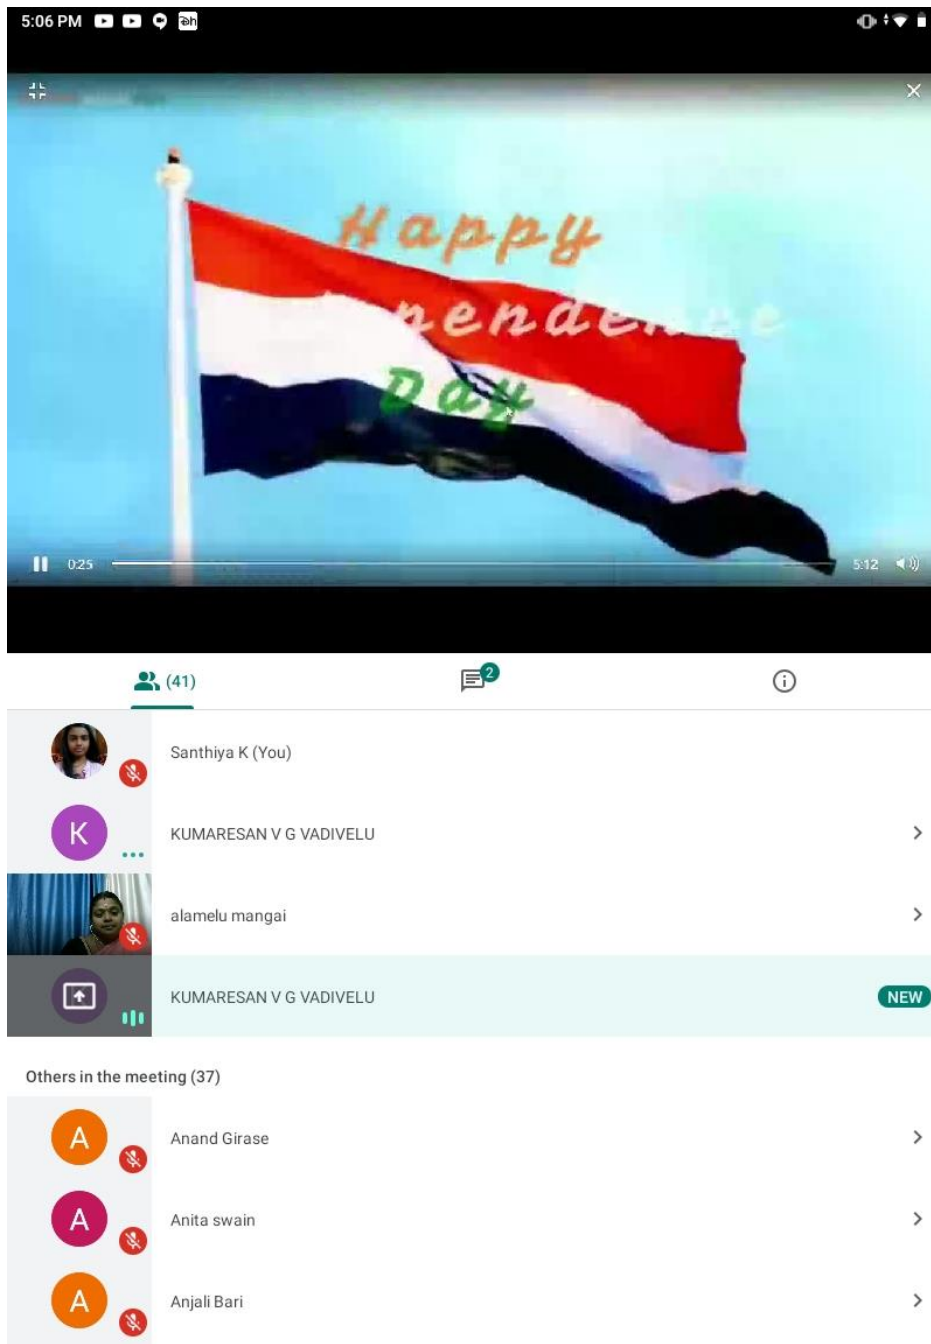 5:06 PM
Happy
Day
0:25
5:12
(41)
2
Santhiya K (You)
K
KUMARESAN V G VADIVELU
alamelu mangai
KUMARESAN V G VADIVELU
NEW
Others in the meeting (37)
A
Anand Girase
A
Anita swain
A
Anjali Bari